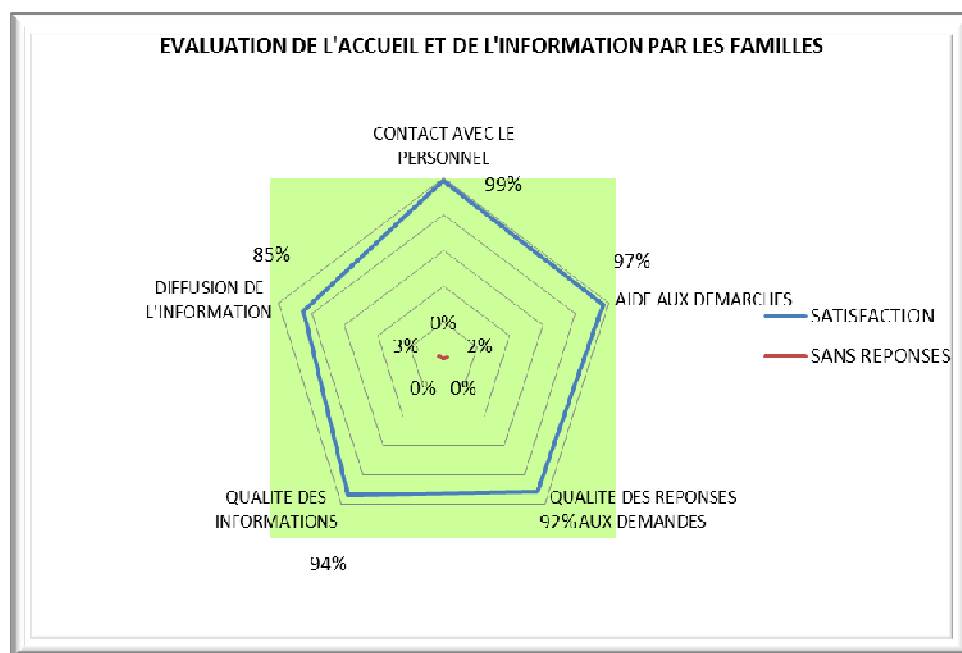 EVALUATION DE L'ACCUEIL ET DE L'INFORMATION PAR LES FAMILLES
CONTACT AVEC LE
PERSONNEL
99%
85%
97%
DIFFUSION DE
L'INFORMATION
AIDE AUX DEMARCHES
SATISFACTION
0%
3%
2%
SANS REPONSES
0%
0%
QUALITE DES
INFORMATIONS
QUALITE DES REPONSES
92% AUX DEMANDES
94%